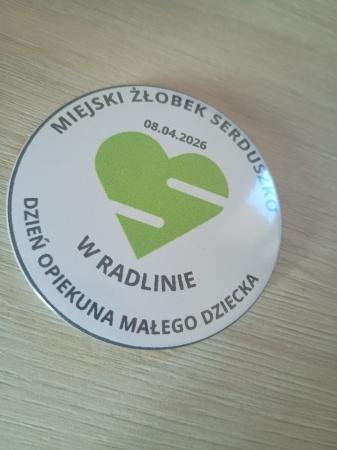 MIEJSKI ŻŁOBEK SERDUSZKO
08.04.2026
W RADLINIE
DZIEŃ OPIEKUNA MAŁEGO DZIECKA